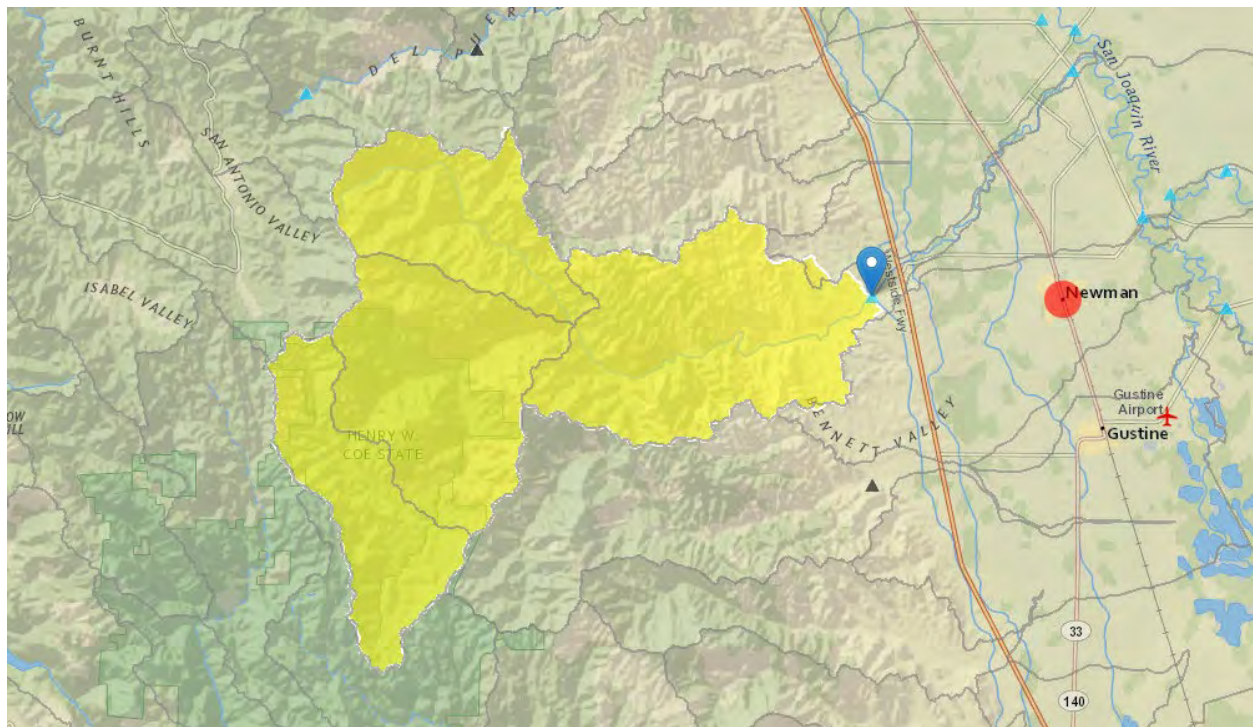 BURNT HILLS
DEL PUERTO
San Joaquin River
SAN ANTONIO VALLEY
ISABEL VALLEY
Westside Fwy
Newman
Gustine
Airport
Gustine
BENNETT VALLEY
HENRY W.
COE STATE
33
140